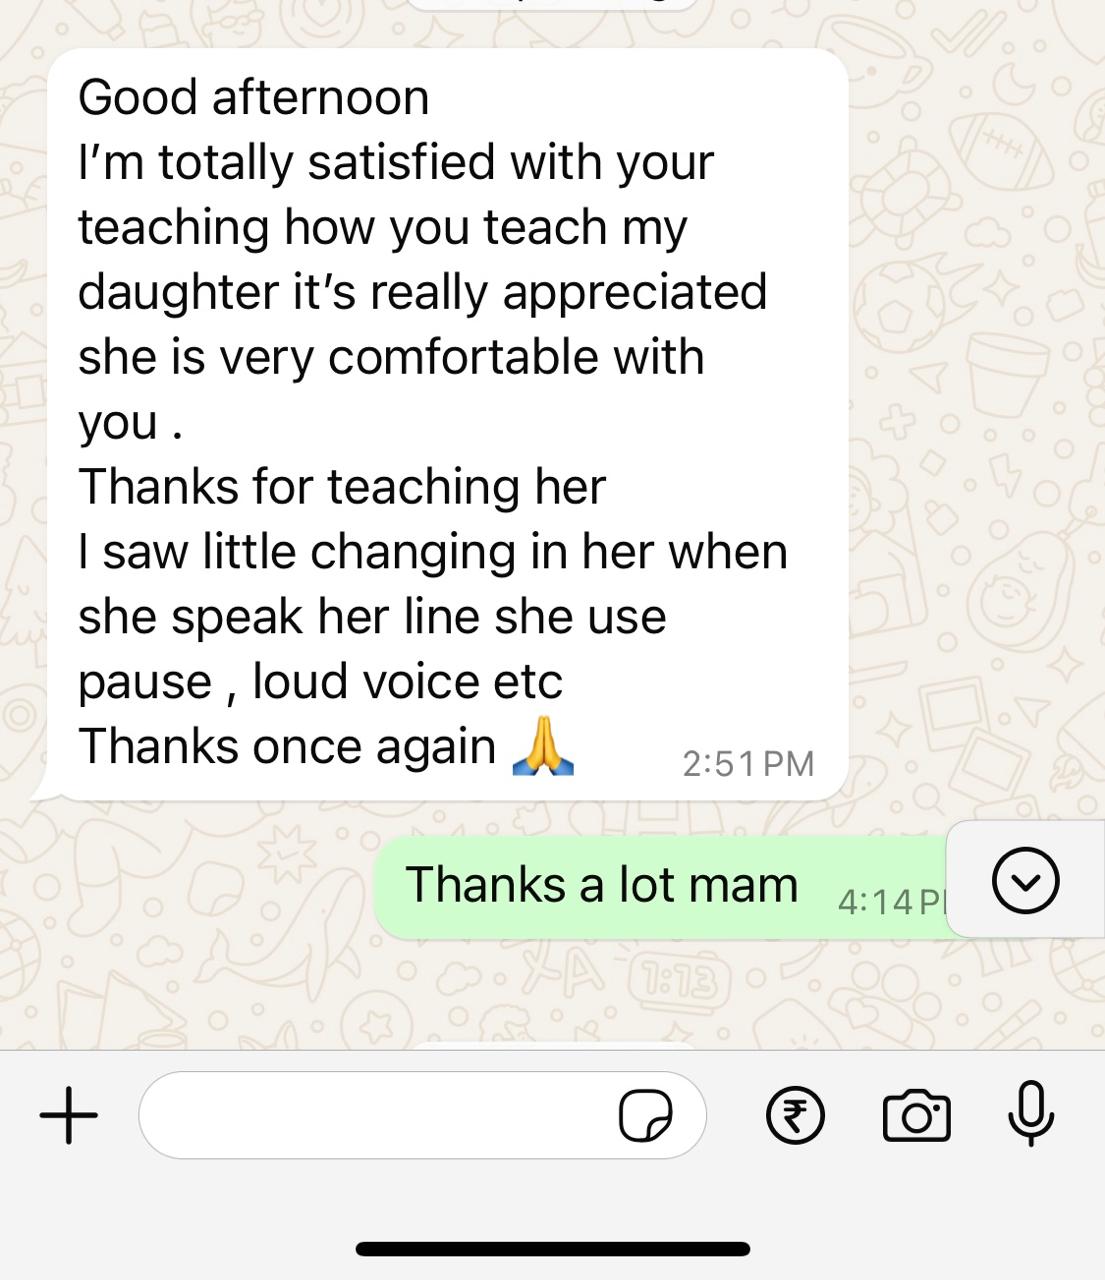 Good afternoon
I'm totally satisfied with your
teaching how you teach my
daughter it's really appreciated
she is very comfortable with
you .
Thanks for teaching her
I saw little changing in her when
she speak her line she use
pause , loud voice etc
Thanks once again 🙏
2:51 PM
Thanks a lot mam
4:14
1:13